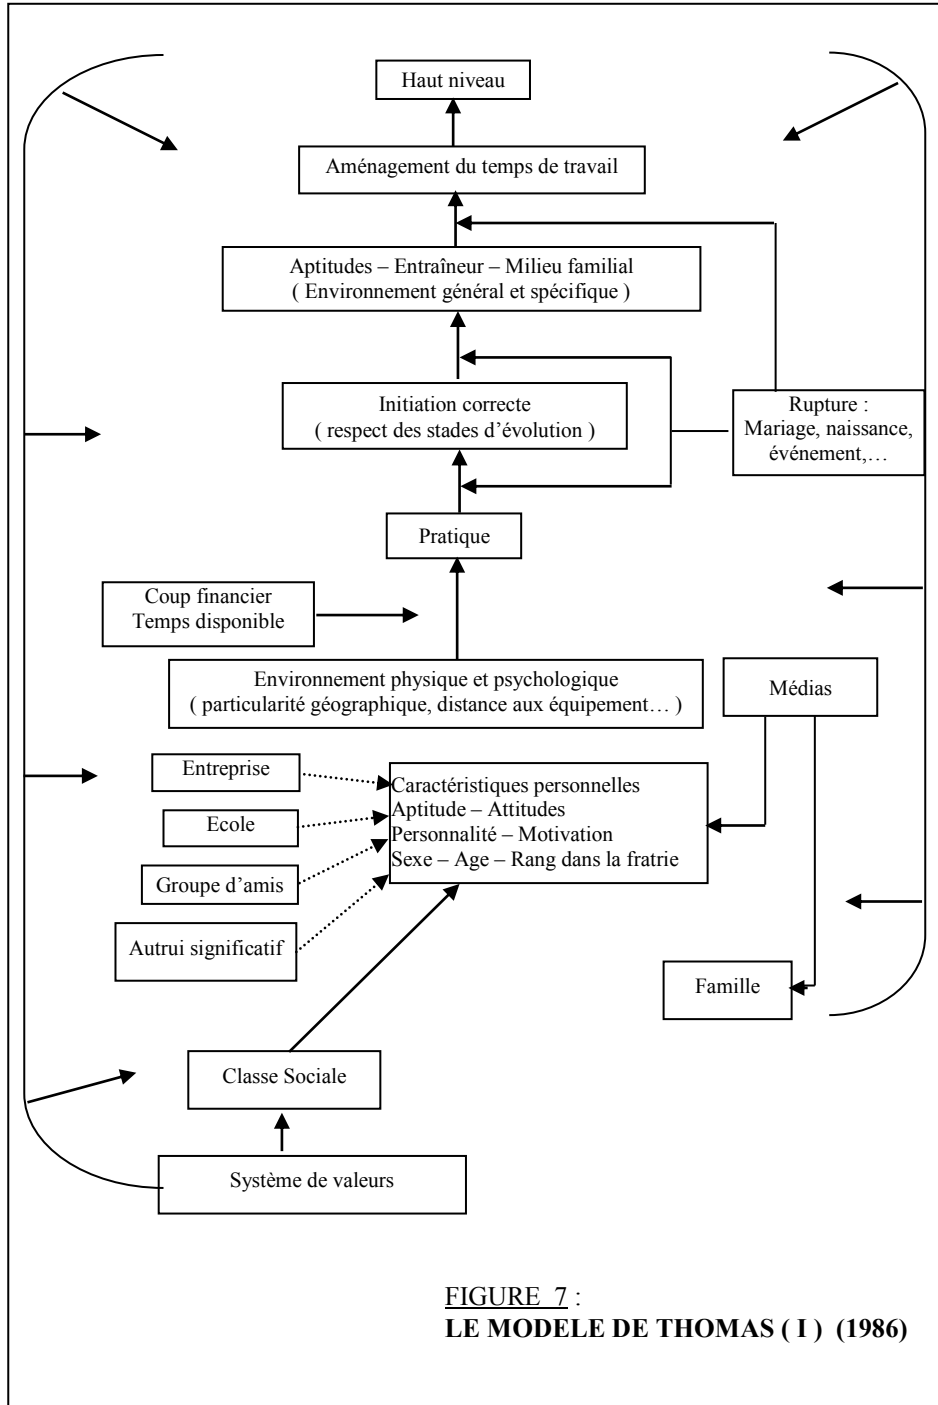 Haut niveau
Aménagement du temps de travail
Aptitudes – Entraîneur – Milieu familial
( Environnement général et spécifique )
Initiation correcte
( respect des stades d'évolution )
Rupture :
Mariage, naissance,
événement,…
Pratique
Coup financier
Temps disponible
Environnement physique et psychologique
( particularité géographique, distance aux équipement… )
Médias
Entreprise
Ecole
Groupe d'amis
Autrui significatif
Caractéristiques personnelles
Aptitude – Attitudes
Personnalité – Motivation
Sexe – Age – Rang dans la fratrie
Famille
Classe Sociale
Système de valeurs
FIGURE 7 :
LE MODELE DE THOMAS ( I ) (1986)